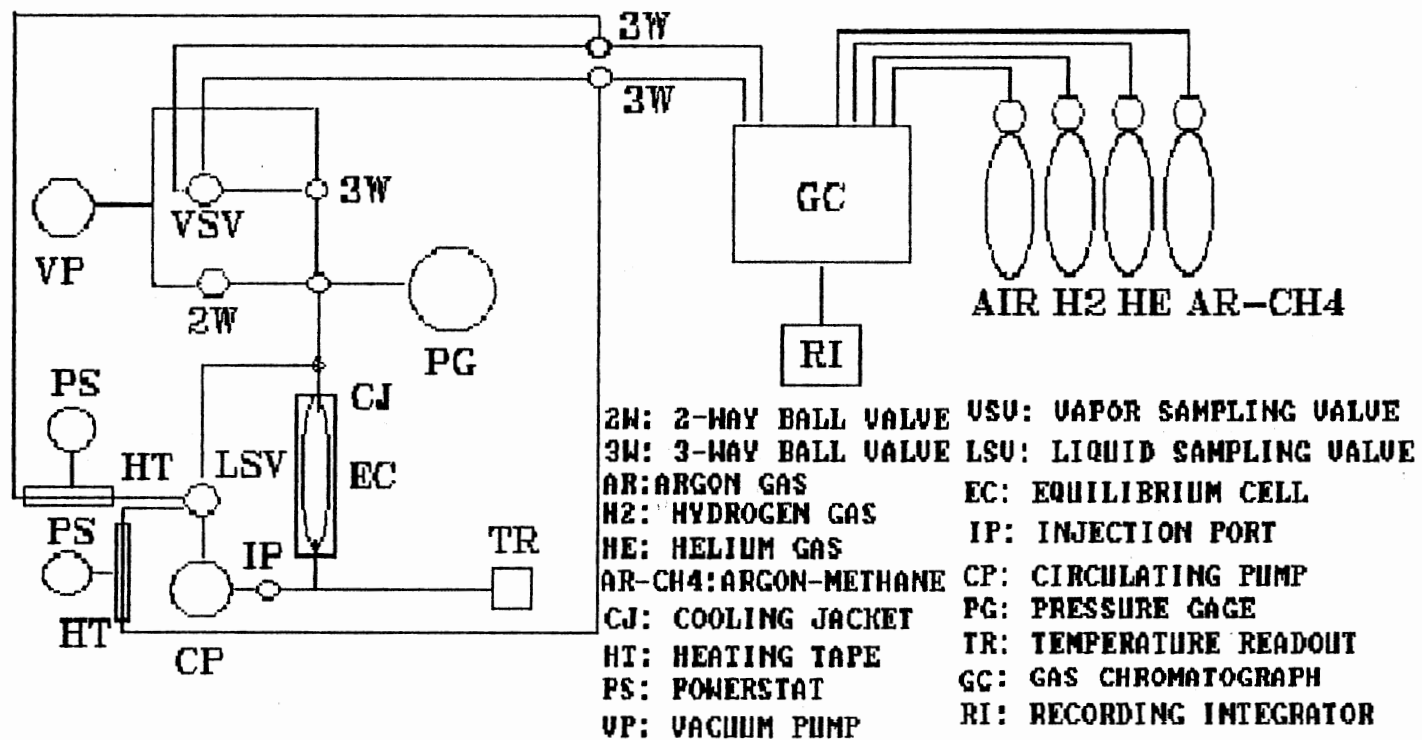 3W
3W
3W
VSV
VP
2W
PG
GC
AIR H2 HE AR-CH4
RI
PS
CJ
HT
LSV
EC
PS
IP
TR
HT
CP
2W: 2-WAY BALL VALVE
3W: 3-WAY BALL VALVE
AR:ARGON GAS
H2: HYDROGEN GAS
HE: HELIUM GAS
AR-CH4:ARGON-METHANE
CJ: COOLING JACKET
HT: HEATING TAPE
PS: POWERSTAT
VP: VACUUM PUMP
VSV: VAPOR SAMPLING VALVE
LSV: LIQUID SAMPLING VALVE
EC: EQUILIBRIUM CELL
IP: INJECTION PORT
CP: CIRCULATING PUMP
PG: PRESSURE GAGE
TR: TEMPERATURE READOUT
GC: GAS CHROMATOGRAPH
RI: RECORDING INTEGRATOR